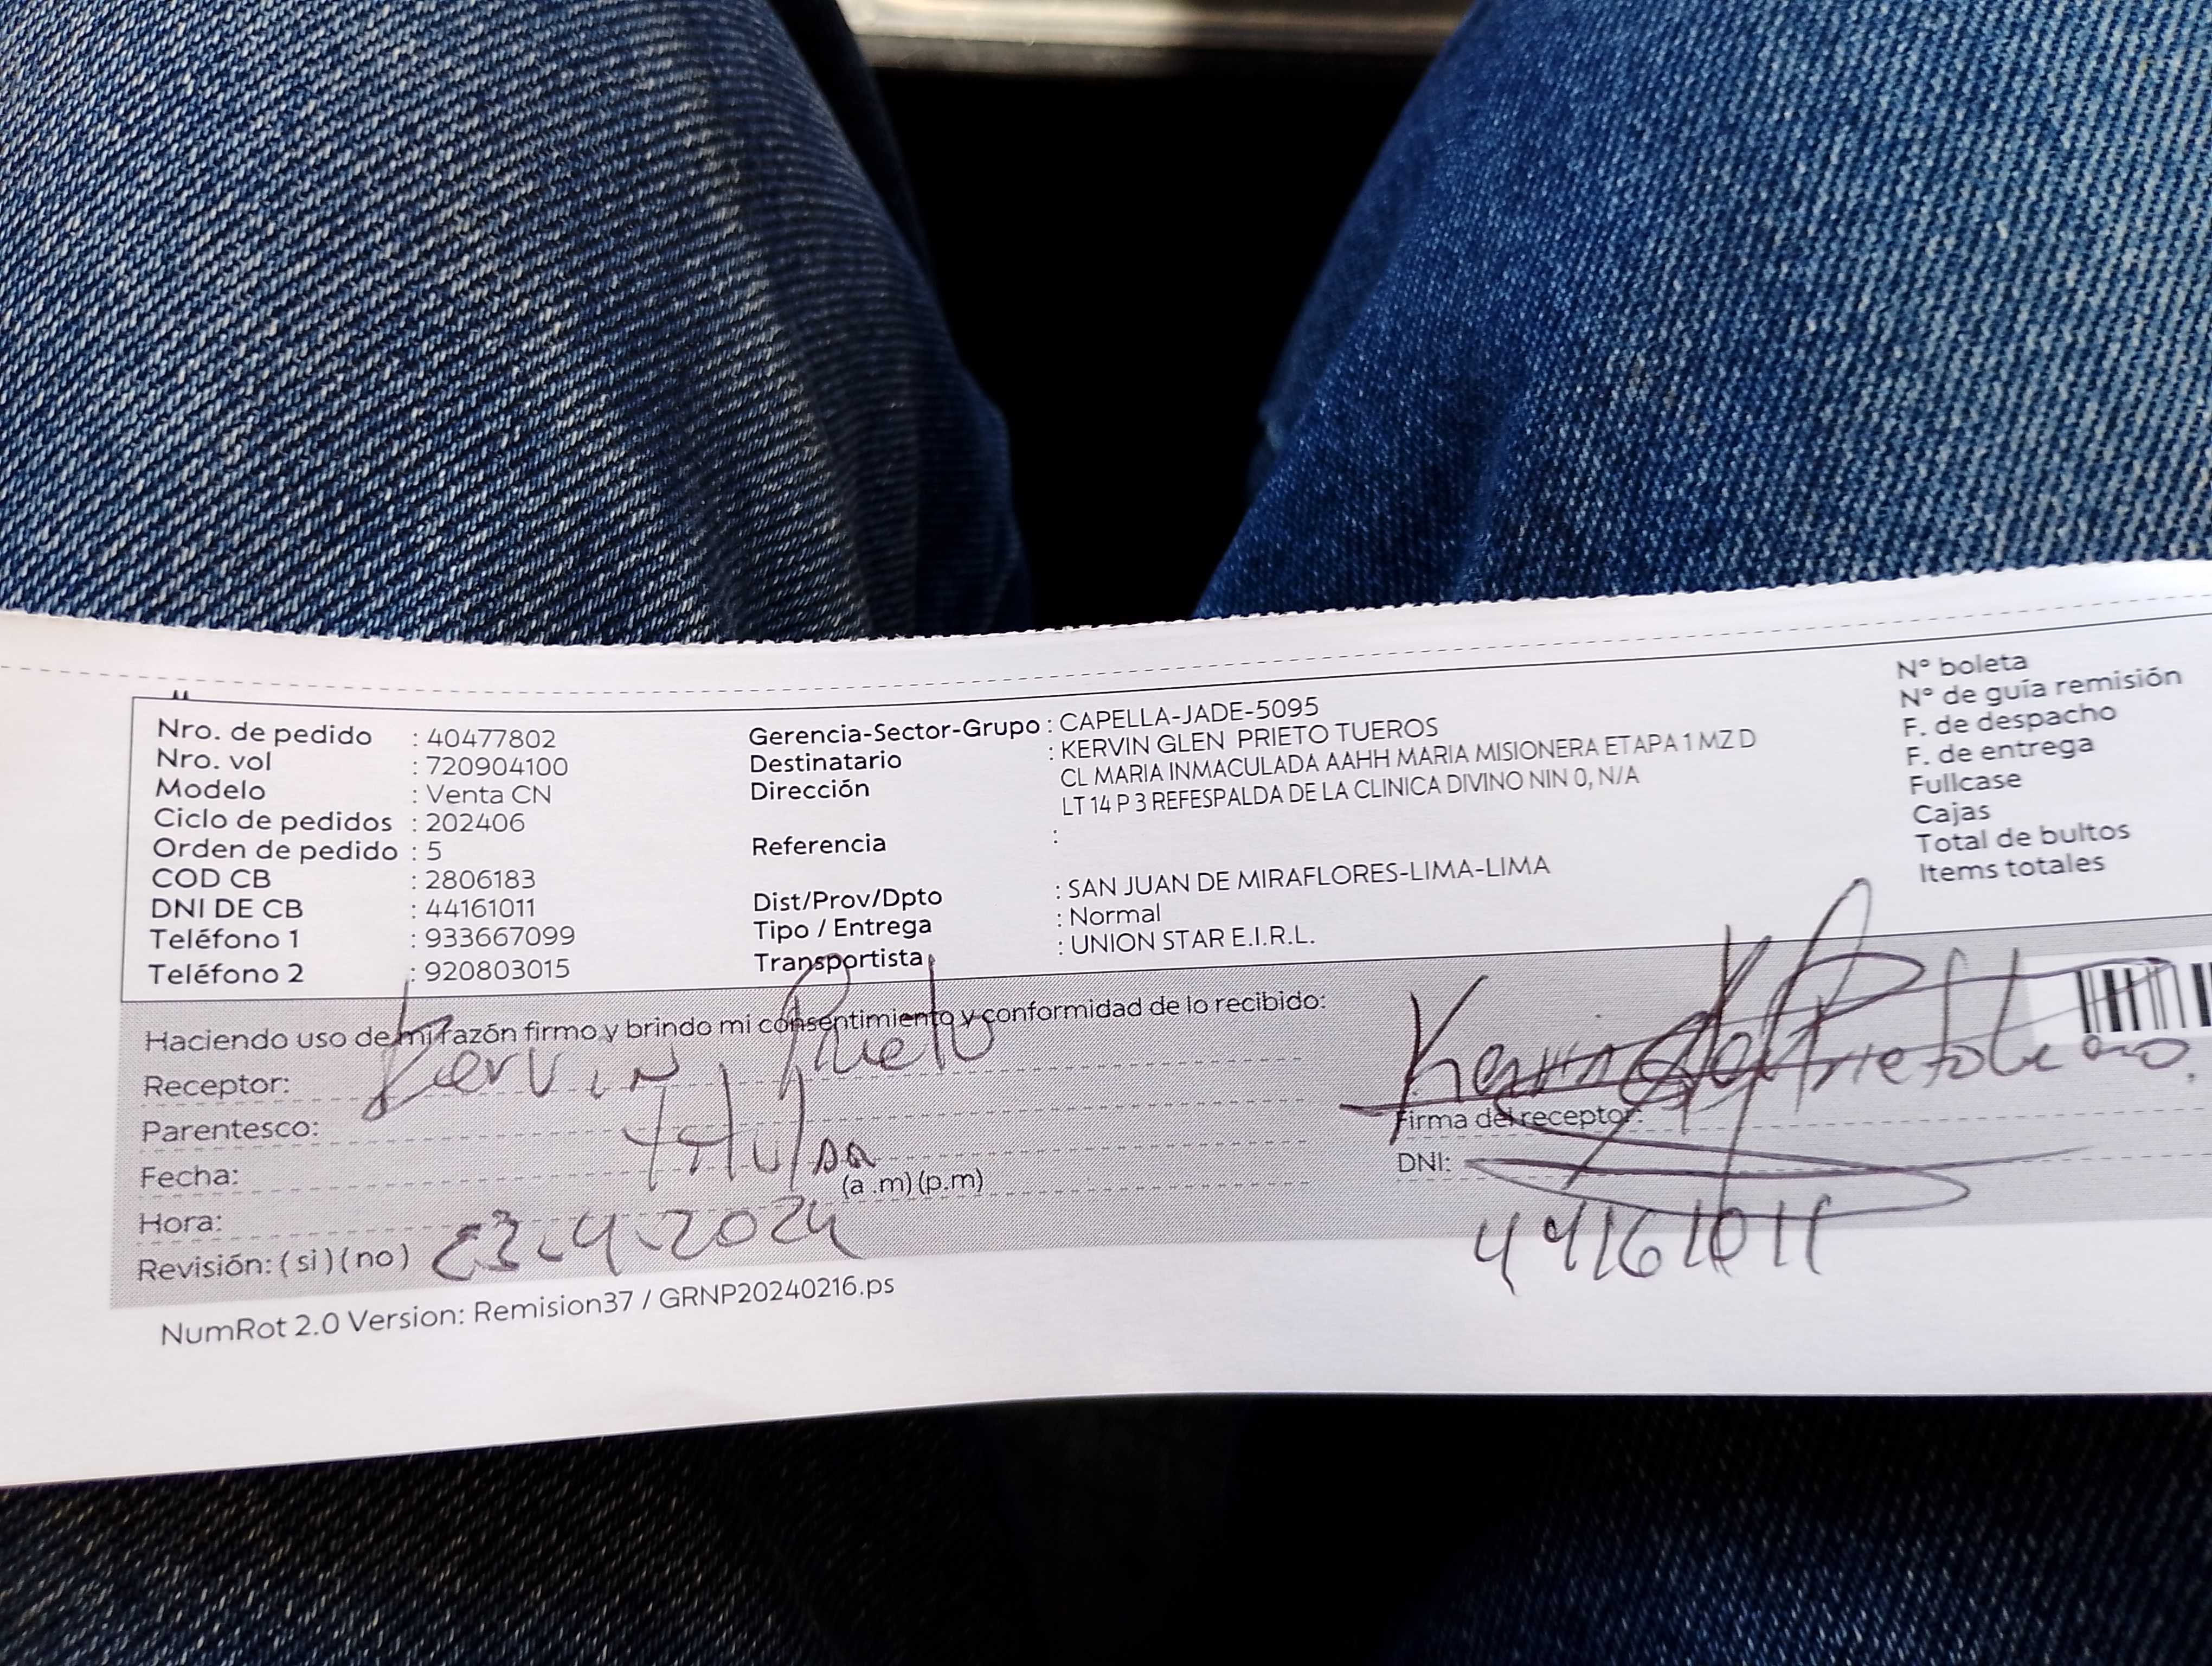 Nro. de pedido : 40477802
Nro. vol : 720904100
Modelo : Venta CN
Ciclo de pedidos : 202406
Orden de pedido : 5
COD CB : 2806183
DNI DE CB : 44161011
Teléfono 1 : 933667099
Teléfono 2 : 920803015
Gerencia-Sector-Grupo : CAPELLA-JADE-5095
Destinatario : KERVIN GLEN PRIETO TUEROS
Dirección CL MARIA INMACULADA AAHH MARIA MISIONERA ETAPA 1 MZ D
LT 14 P 3 REFESPALDA DE LA CLINICA DIVINO NIN 0, N/A
Referencia :
Dist/Prov/Dpto : SAN JUAN DE MIRAFLORES-LIMA-LIMA
Tipo / Entrega : Normal
Transportista : UNION STAR E.I.R.L.
N° boleta
N° de guía remisión
F. de despacho
F. de entrega
Fullcase
Cajas
Total de bultos
Items totales
Haciendo uso de mi razón firmo y brindo mi consentimiento y conformidad de lo recibido:
Receptor: Kervin Prieto
Parentesco:
Fecha:
(a .m) (p.m)
Hora:
Revisión: ( si ) ( no ) 23-4-2024
Kervin Prieto
Firma del receptor:
DNI:
44161011
NumRot 2.0 Version: Remision37 / GRNP20240216.ps